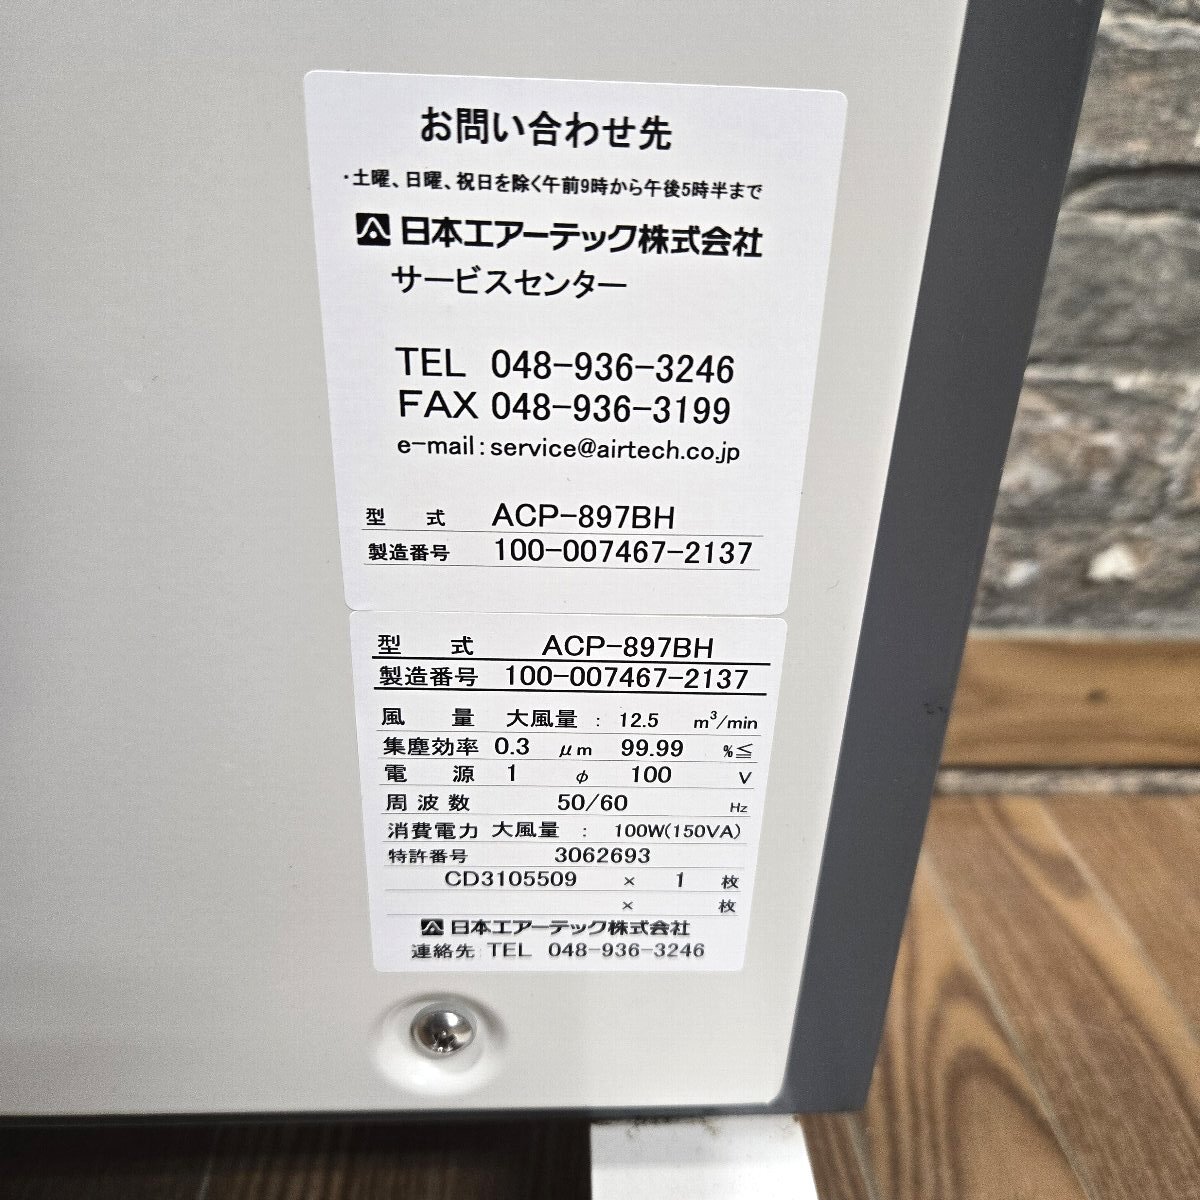 お問い合わせ先
・土曜、日曜、祝日を除く午前9時から午後5時半まで
日本エアーテック株式会社
サービスセンター
TEL 048-936-3246
FAX 048-936-3199
e-mail:service@airtech.co.jp
型 式 ACP-897BH
製造番号 100-007467-2137
型 式 ACP-897BH
製造番号 100-007467-2137
風 量 大風量 : 12.5 m³/min
集塵効率 0.3 μm 99.99 %≦
電 源 1 φ 100 V
周波数 50/60 Hz
消費電力 大風量 : 100W(150VA)
特許番号 3062693
CD3105509 × 1 枚
× 枚
日本エアーテック株式会社
連絡先 TEL 048-936-3246